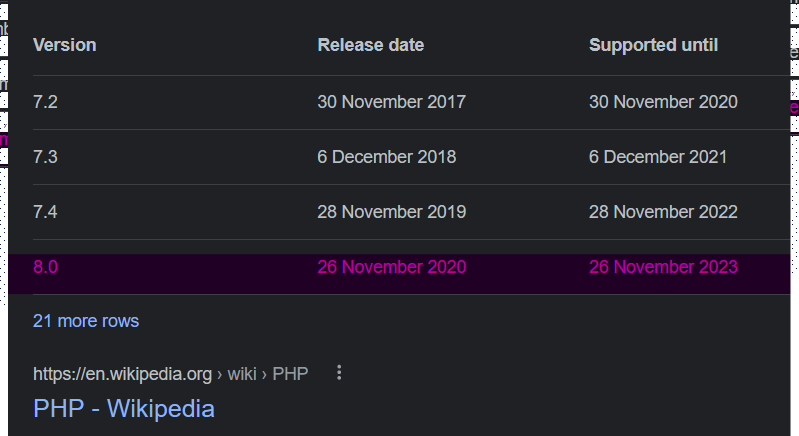 Version Release date Supported until
7.2 30 November 2017 30 November 2020
7.3 6 December 2018 6 December 2021
7.4 28 November 2019 28 November 2022
8.0 26 November 2020 26 November 2023
21 more rows
https://en.wikipedia.org › wiki › PHP
PHP - Wikipedia